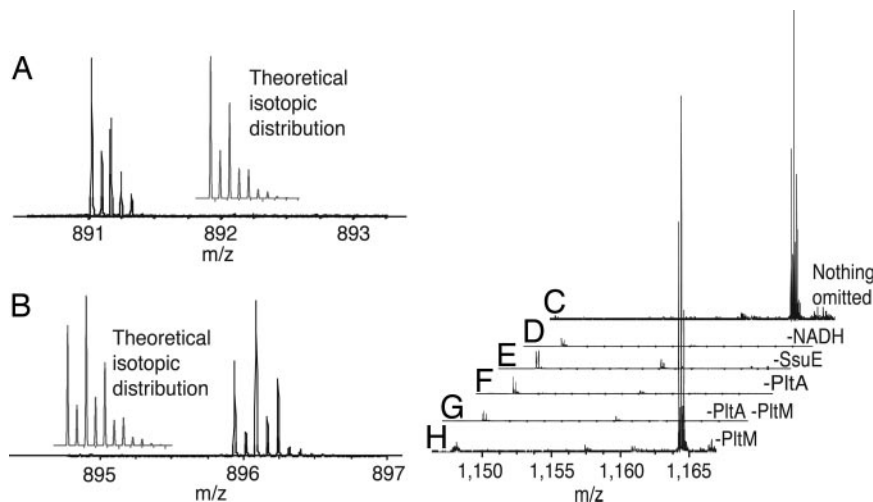 A
Theoretical
isotopic
distribution
891
892
893
m/z
B
Theoretical
isotopic
distribution
895
896
897
m/z
C
Nothing
omitted
D
-NADH
E
-SsuE
F
-PltA
G
-PltA -PltM
H
-PltM
1,150
1,155
1,160
1,165
m/z